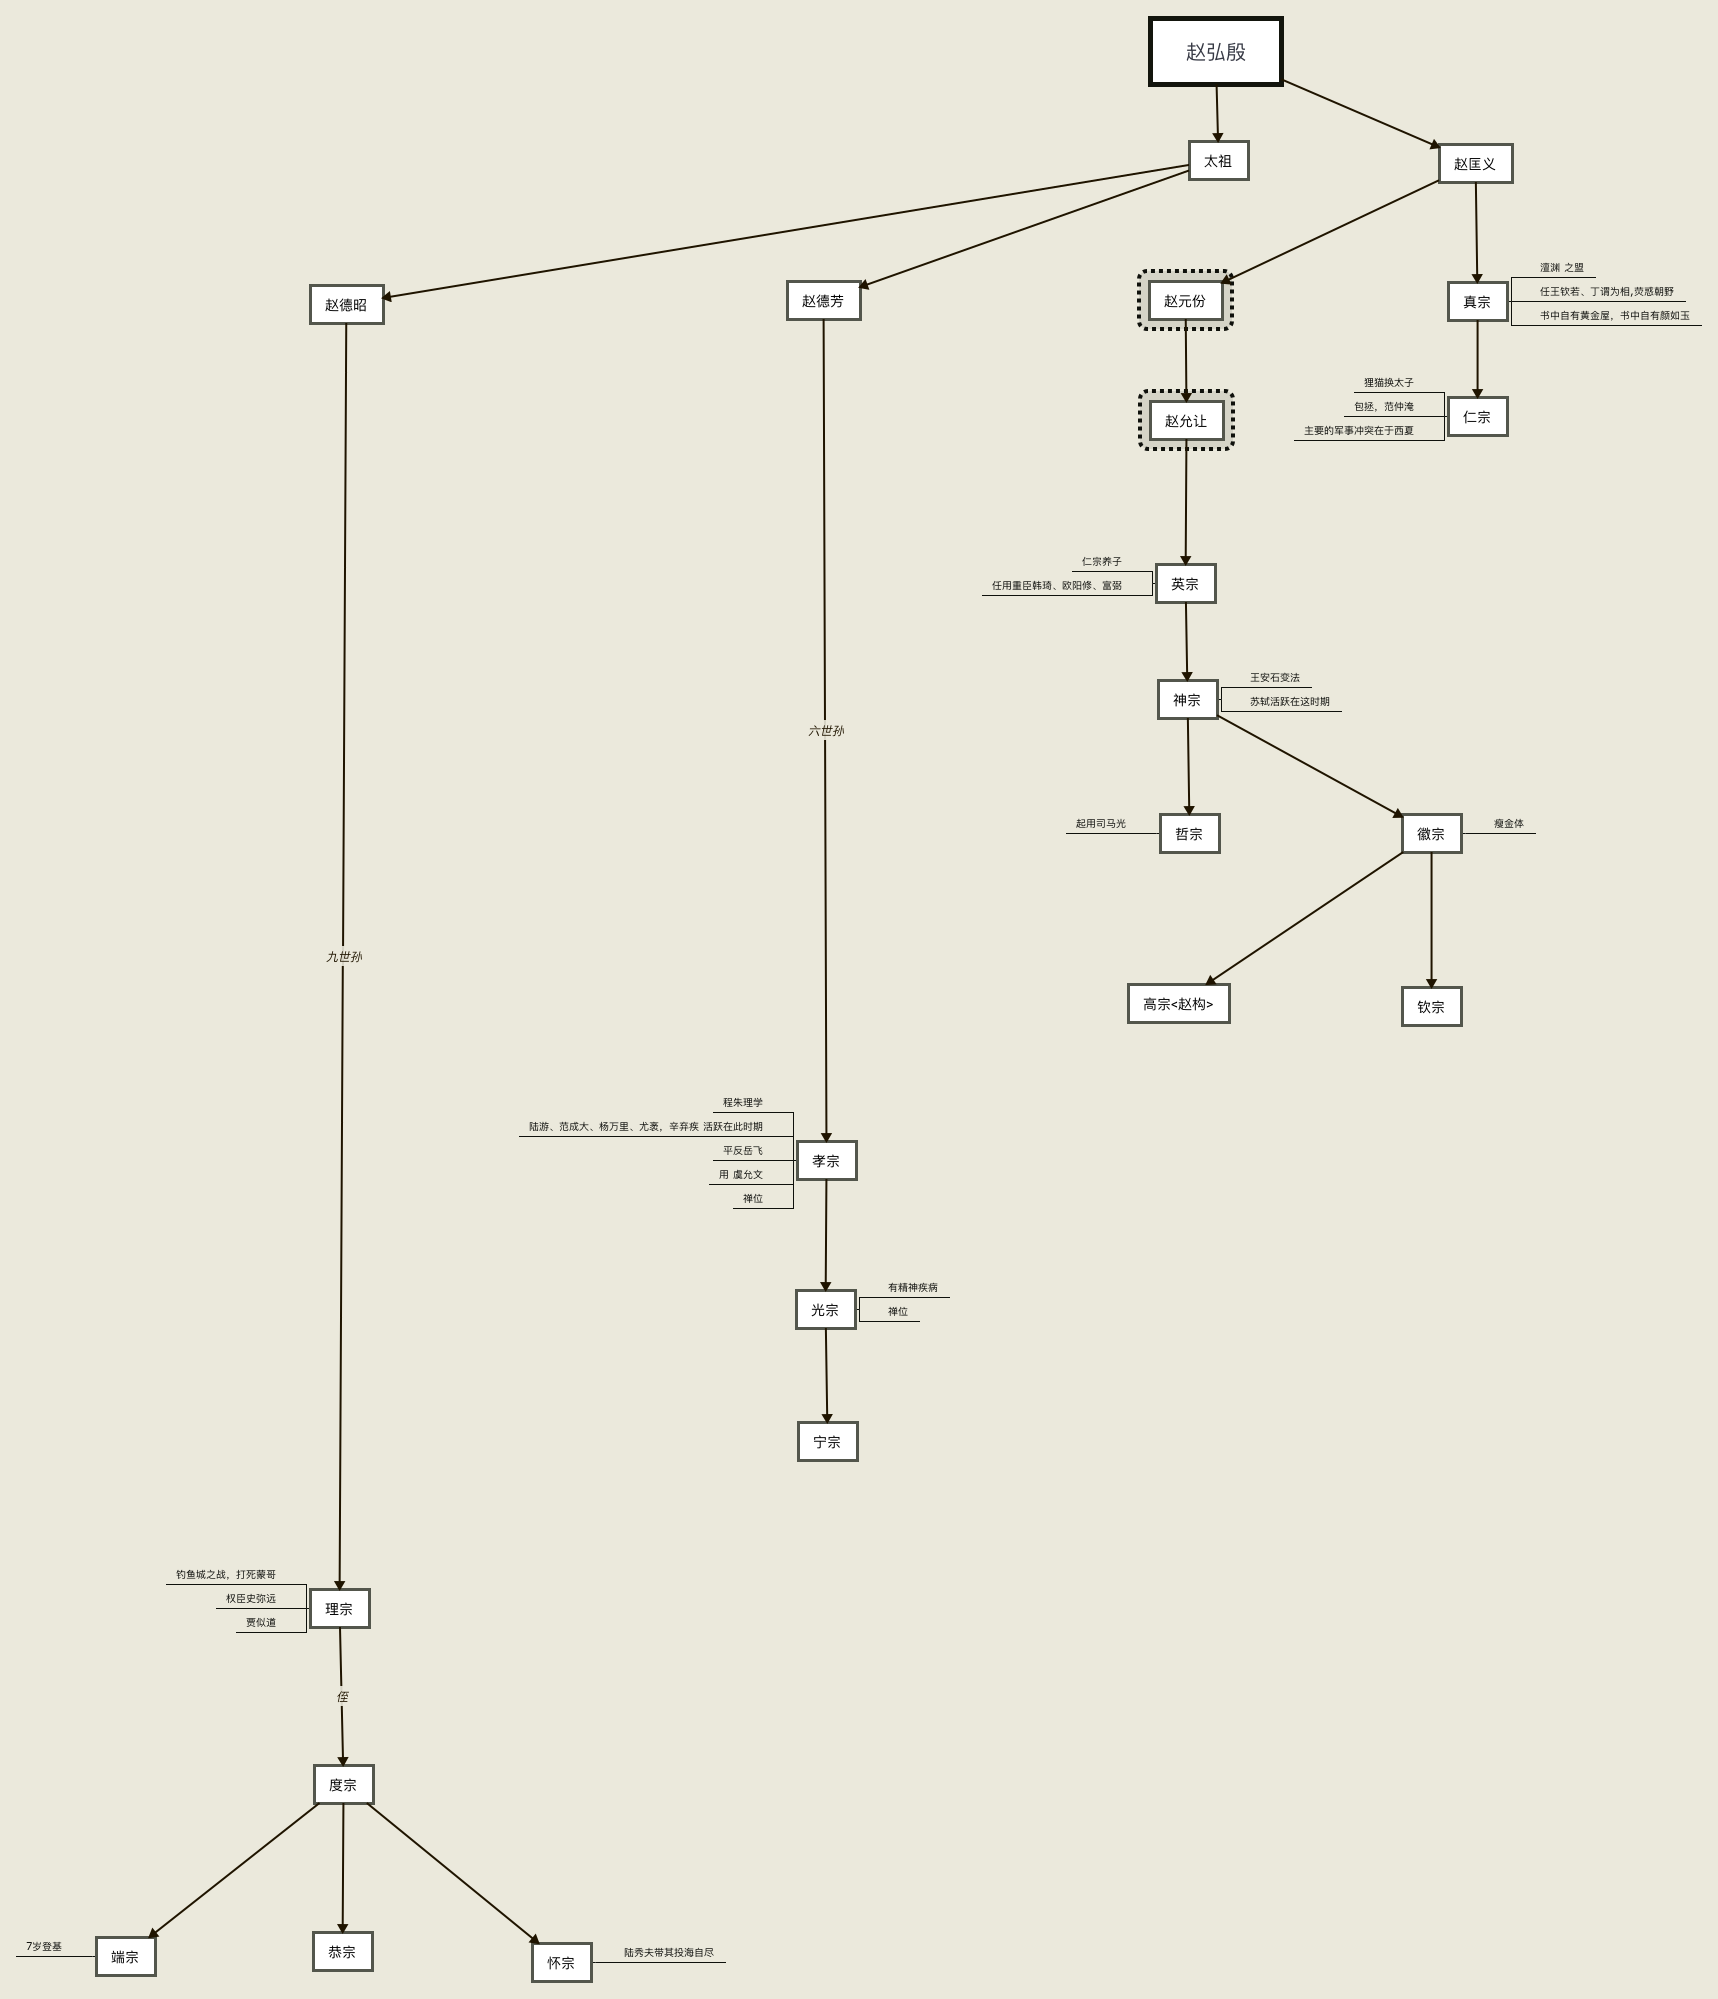 赵弘殷
太祖
赵匡义
赵德昭
赵德芳
赵元份
真宗
澶渊 之盟
任王钦若、丁谓为相,荧惑朝野
书中自有黄金屋，书中自有颜如玉
赵允让
狸猫换太子
包拯，范仲淹
主要的军事冲突在于西夏
仁宗
仁宗养子
任用重臣韩琦、欧阳修、富弼
英宗
神宗
王安石变法
苏轼活跃在这时期
六世孙
起用司马光
哲宗
徽宗
瘦金体
九世孙
高宗<赵构>
钦宗
程朱理学
陆游、范成大、杨万里、尤袤，辛弃疾 活跃在此时期
平反岳飞
用 虞允文
禅位
孝宗
光宗
有精神疾病
禅位
宁宗
钓鱼城之战，打死蒙哥
权臣史弥远
贾似道
理宗
侄
度宗
7岁登基
端宗
恭宗
怀宗
陆秀夫带其投海自尽